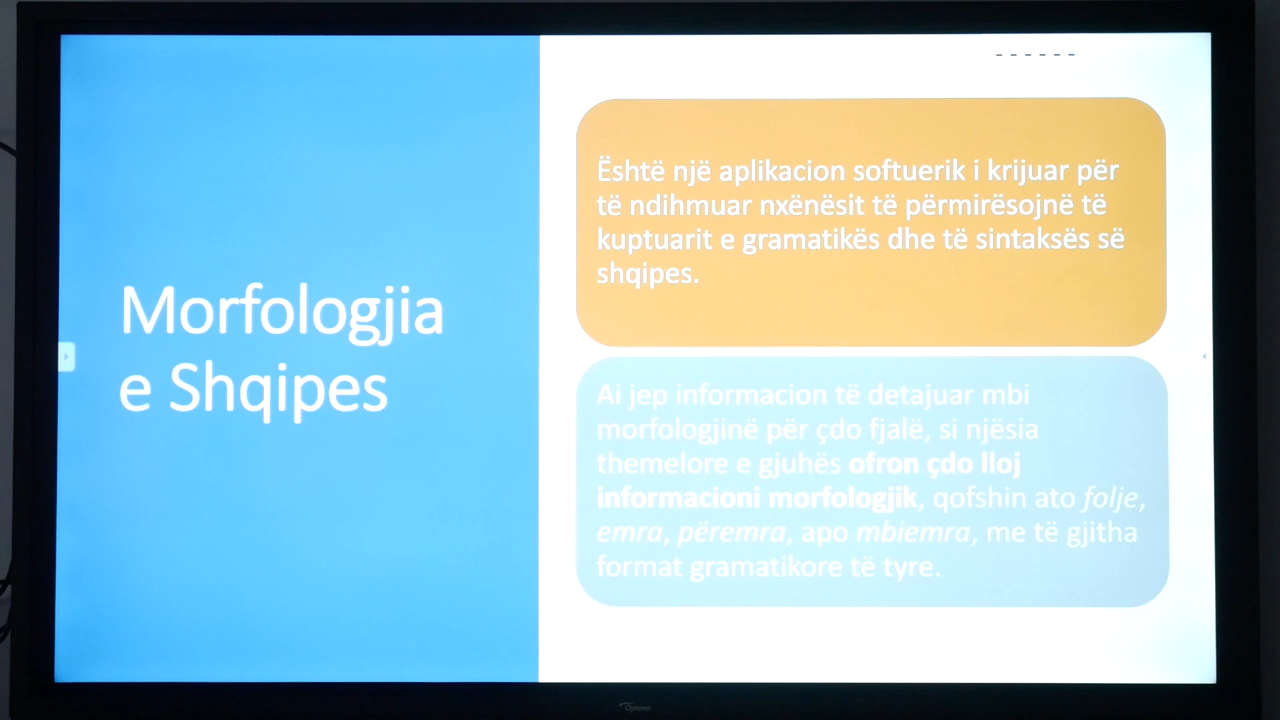 Morfologjia
e Shqipes
Është një aplikacion softuerik i krijuar për
të ndihmuar nxënësit të përmirësojnë të
kuptuarit e gramatikës dhe të sintaksës së
shqipes.
Ai jep informacion të detajuar mbi
morfologjinë për çdo fjalë, si njësia
themelore e gjuhës ofron çdo lloj
informacioni morfologjik, qofshin ato folje,
emra, përemra, apo mbiemra, me të gjitha
format gramatikore të tyre.
Optoma